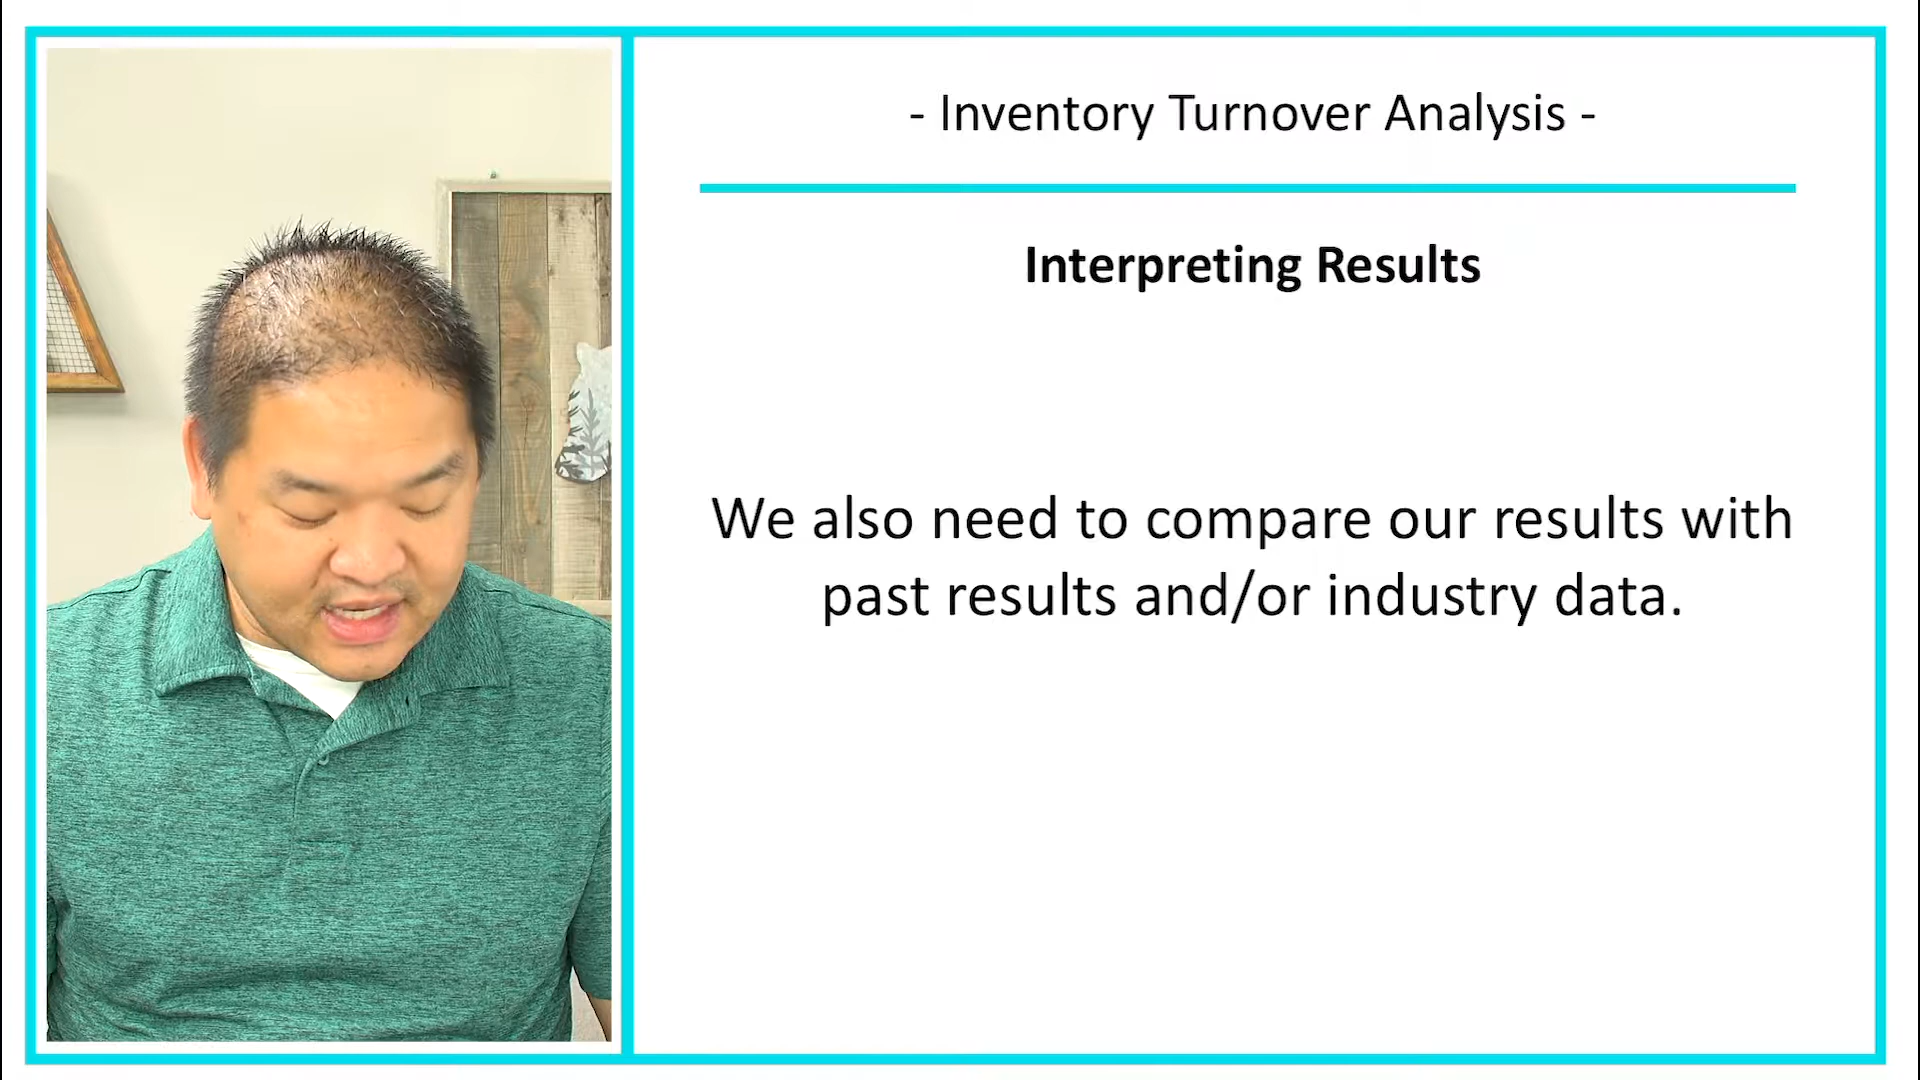 - Inventory Turnover Analysis -
Interpreting Results
We also need to compare our results with
past results and/or industry data.